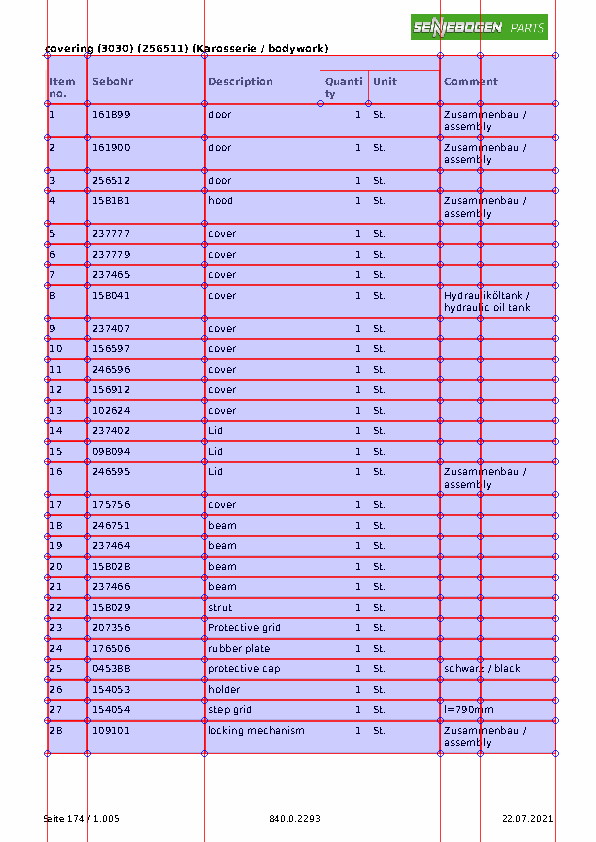 SENNEBOGEN PARTS
covering (3030) (256511) (Karosserie / bodywork)
Item no. SeboNr Description Quantity Unit Comment
1 161899 door 1 St. Zusammenbau /
assembly
2 161900 door 1 St. Zusammenbau /
assembly
3 256512 door 1 St.
4 158181 hood 1 St. Zusammenbau /
assembly
5 237777 cover 1 St.
6 237779 cover 1 St.
7 237465 cover 1 St.
8 158041 cover 1 St. Hydrauliköltank /
hydraulic oil tank
9 237407 cover 1 St.
10 156597 cover 1 St.
11 246596 cover 1 St.
12 156912 cover 1 St.
13 102624 cover 1 St.
14 237402 Lid 1 St.
15 098094 Lid 1 St.
16 246595 Lid 1 St. Zusammenbau /
assembly
17 175756 cover 1 St.
18 246751 beam 1 St.
19 237464 beam 1 St.
20 158028 beam 1 St.
21 237466 beam 1 St.
22 158029 strut 1 St.
23 207356 Protective grid 1 St.
24 176506 rubber plate 1 St.
25 045388 protective cap 1 St. schwarz / black
26 154053 holder 1 St.
27 154054 step grid 1 St. l=790mm
28 109101 locking mechanism 1 St. Zusammenbau /
assembly
Seite 174 / 1.005 840.0.2293 22.07.2021